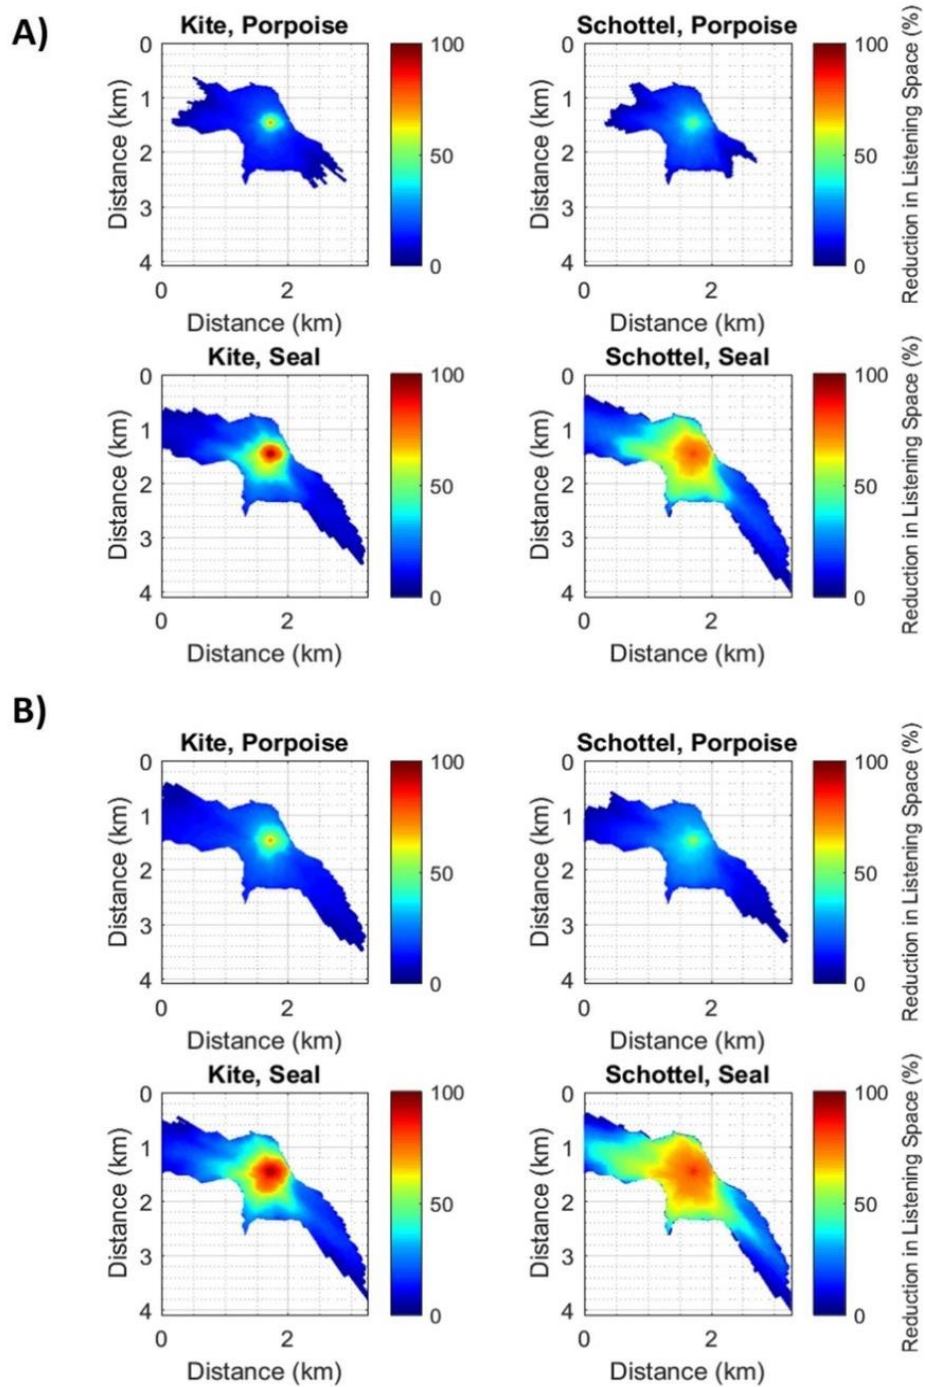 A)
Kite, Porpoise
Distance (km)
0
1
2
3
4
0
2
Distance (km)
100
50
0
Schottel, Porpoise
Distance (km)
0
1
2
3
4
0
2
Distance (km)
100
50
0
Reduction in Listening Space (%)
Kite, Seal
Distance (km)
0
1
2
3
4
0
2
Distance (km)
100
50
0
Schottel, Seal
Distance (km)
0
1
2
3
4
0
2
Distance (km)
100
50
0
Reduction in Listening Space (%)
B)
Kite, Porpoise
Distance (km)
0
1
2
3
4
0
2
Distance (km)
100
50
0
Schottel, Porpoise
Distance (km)
0
1
2
3
4
0
2
Distance (km)
100
50
0
Reduction in Listening Space (%)
Kite, Seal
Distance (km)
0
1
2
3
4
0
2
Distance (km)
100
50
0
Schottel, Seal
Distance (km)
0
1
2
3
4
0
2
Distance (km)
100
50
0
Reduction in Listening Space (%)